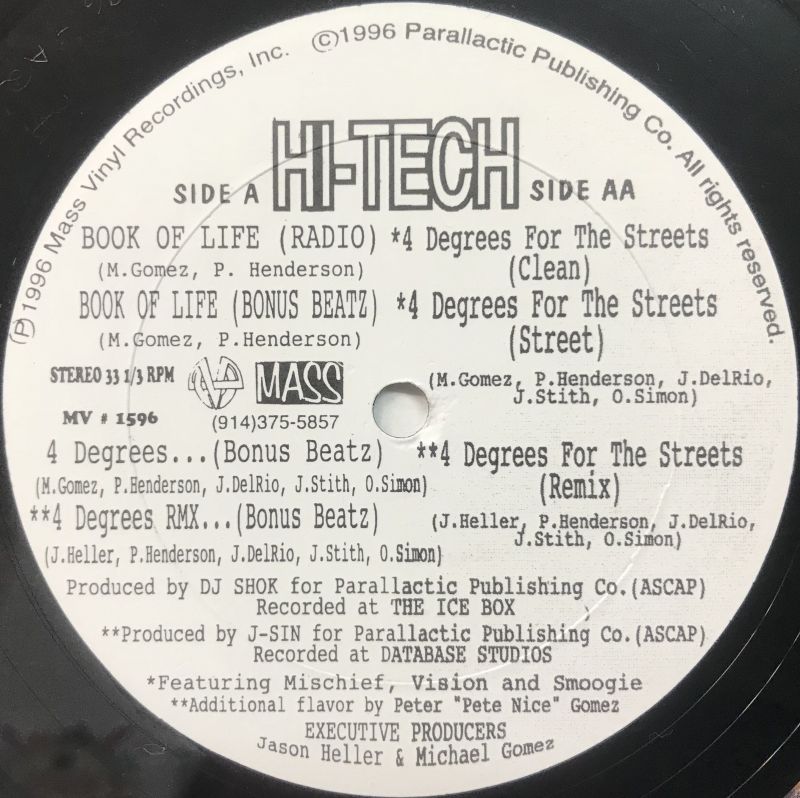 ℗1996 Mass Vinyl Recordings, Inc. ©1996 Parallactic Publishing Co. All rights reserved.
HI-TECH
SIDE A
BOOK OF LIFE (RADIO)
(M.Gomez, P. Henderson)
BOOK OF LIFE (BONUS BEATZ)
(M.Gomez, P.Henderson)
STEREO 33 1/3 RPM
MV # 1596
MASS
(914)375-5857
4 Degrees...(Bonus Beatz)
(M.Gomez, P.Henderson, J.DelRio, J.Stith, O.Simon)
**4 Degrees RMX...(Bonus Beatz)
(J.Heller, P.Henderson, J.DelRio, J.Stith, O.Simon)
SIDE AA
*4 Degrees For The Streets
(Clean)
*4 Degrees For The Streets
(Street)
(M.Gomez, P.Henderson, J.DelRio,
J.Stith, O.Simon)
**4 Degrees For The Streets
(Remix)
(J.Heller, P.Henderson, J.DelRio,
J.Stith, O.Simon)
Produced by DJ SHOK for Parallactic Publishing Co.(ASCAP)
Recorded at THE ICE BOX
**Produced by J-SIN for Parallactic Publishing Co.(ASCAP)
Recorded at DATABASE STUDIOS
*Featuring Mischief, Vision and Smoogie
**Additional flavor by Peter "Pete Nice" Gomez
EXECUTIVE PRODUCERS
Jason Heller & Michael Gomez